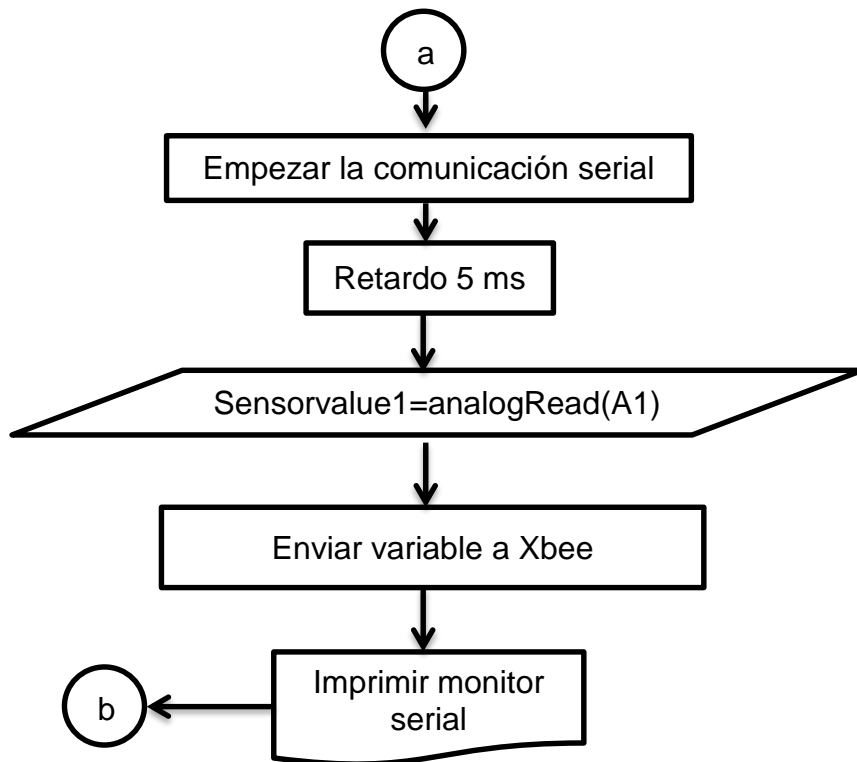 a
Empezar la comunicación serial
Retardo 5 ms
Sensorvalue1=analogRead(A1)
Enviar variable a Xbee
Imprimir monitor
serial
b